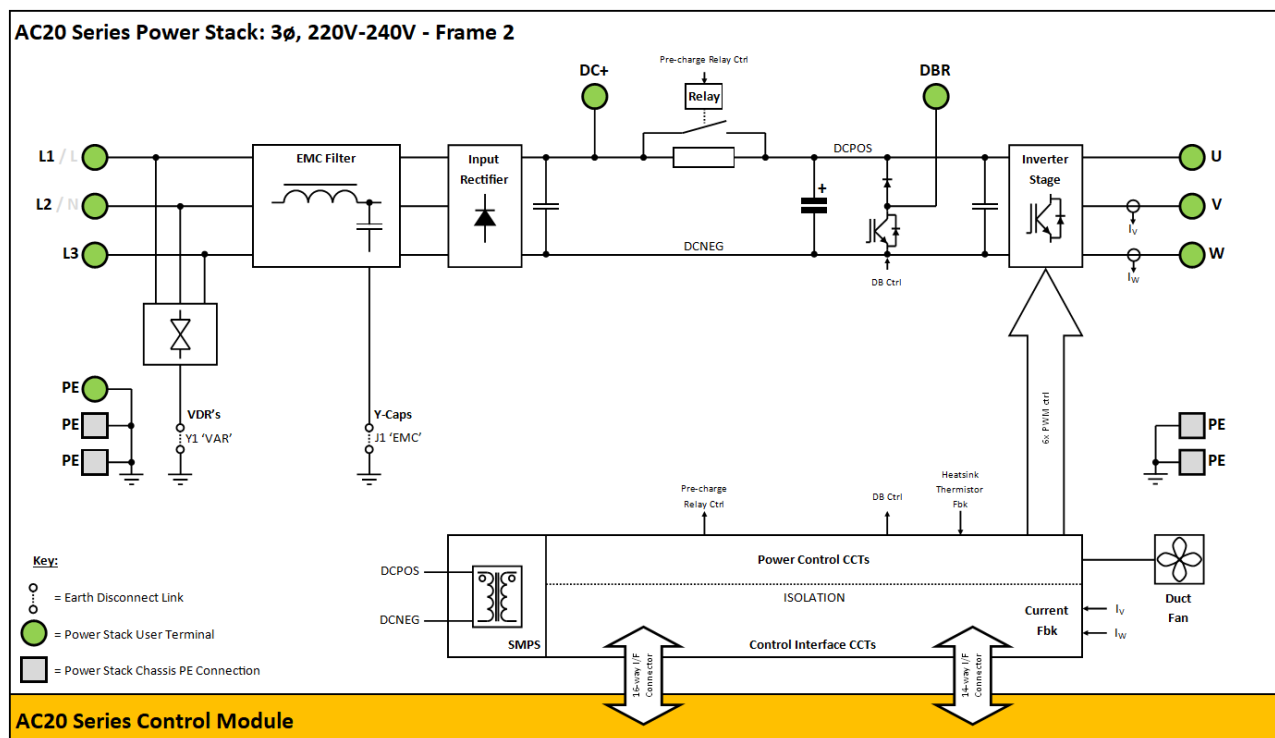 AC20 Series Power Stack: 3ø, 220V-240V - Frame 2
Pre-charge Relay Ctrl
DC+
DBR
Relay
L1 / L
EMC Filter
Input
Rectifier
DCPOS
Inverter
Stage
U
L2 / N
+
V
IV
L3
DCNEG
W
IW
DB Ctrl
PE
VDR's
Y-Caps
PE
Y1 'VAR'
J1 'EMC'
6x PWM ctrl
PE
PE
PE
Pre-charge
Relay Ctrl
DB Ctrl
Heatsink
Thermistor
Fbk
Key:
= Earth Disconnect Link
= Power Stack User Terminal
= Power Stack Chassis PE Connection
DCPOS
DCNEG
SMPS
Power Control CCTs
ISOLATION
Control Interface CCTs
Current
Fbk
IV
IW
Duct
Fan
16-way I/F
Connector
14-way I/F
Connector
AC20 Series Control Module